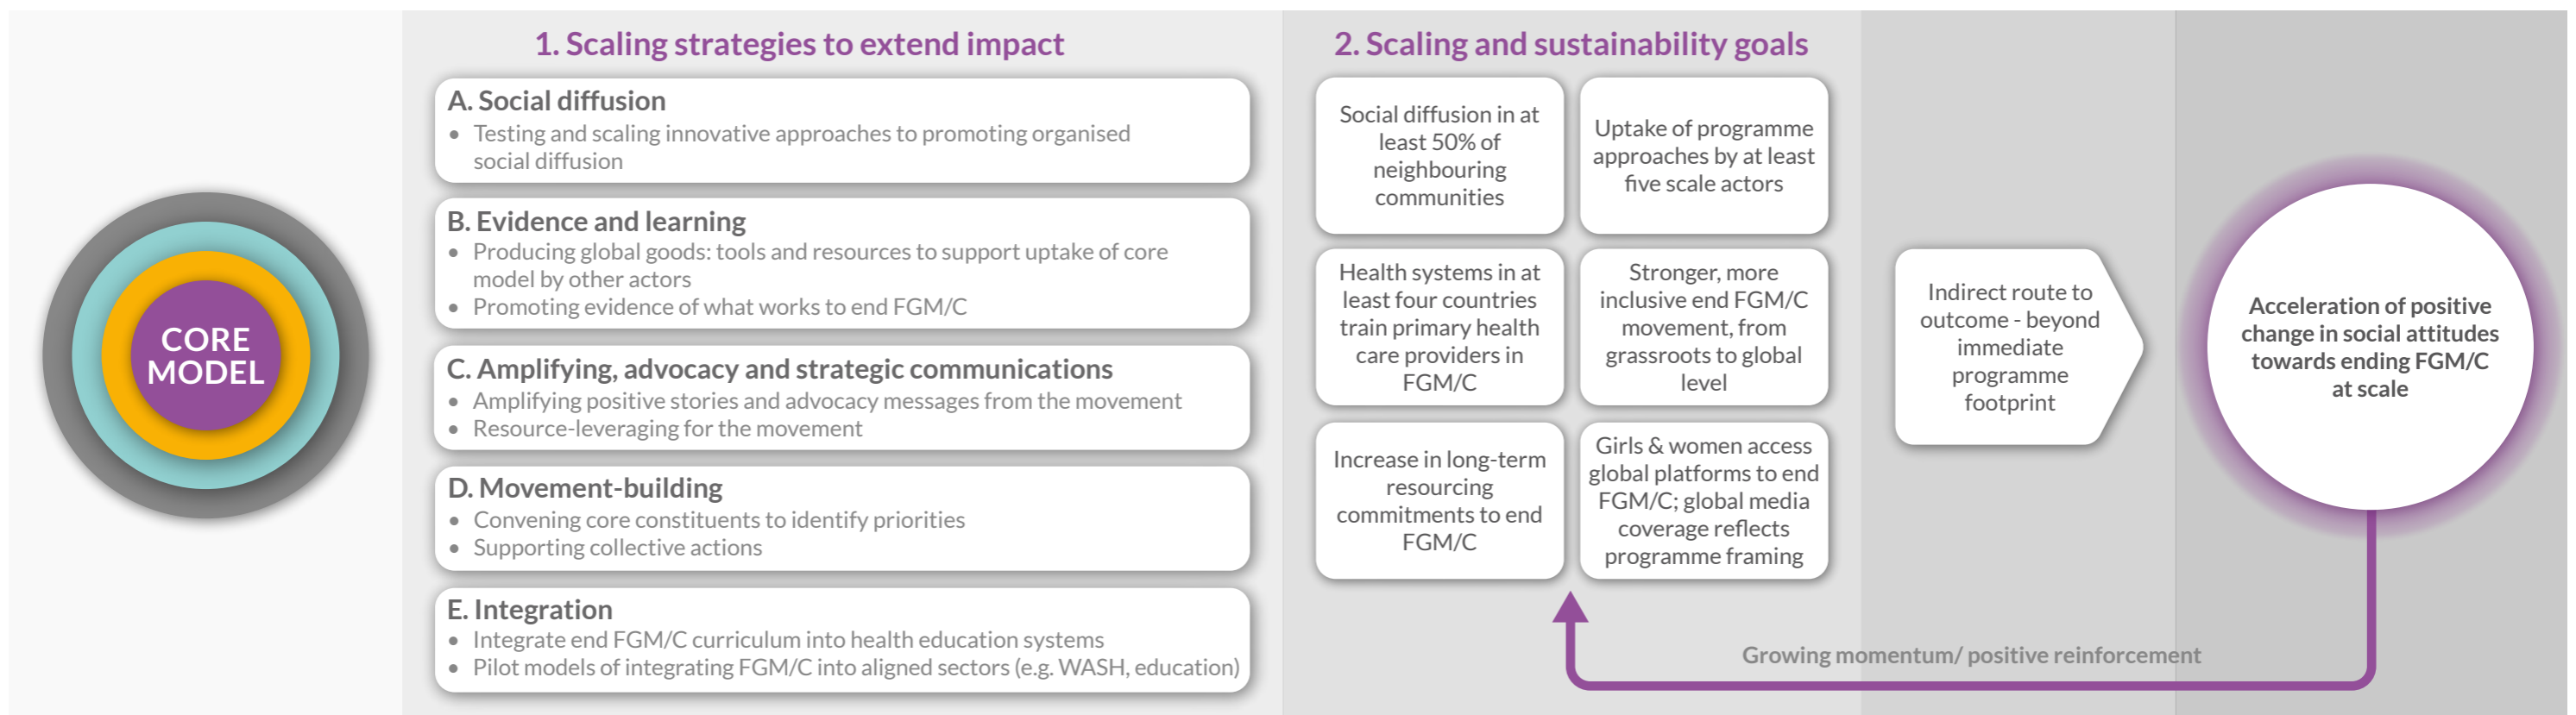 CORE
MODEL
1. Scaling strategies to extend impact
A. Social diffusion
• Testing and scaling innovative approaches to promoting organised
social diffusion
B. Evidence and learning
• Producing global goods: tools and resources to support uptake of core
model by other actors
• Promoting evidence of what works to end FGM/C
C. Amplifying, advocacy and strategic communications
• Amplifying positive stories and advocacy messages from the movement
• Resource-leveraging for the movement
D. Movement-building
• Convening core constituents to identify priorities
• Supporting collective actions
E. Integration
• Integrate end FGM/C curriculum into health education systems
• Pilot models of integrating FGM/C into aligned sectors (e.g. WASH, education)
2. Scaling and sustainability goals
Social diffusion in at
least 50% of
neighbouring
communities
Uptake of programme
approaches by at least
five scale actors
Health systems in at
least four countries
train primary health
care providers in
FGM/C
Stronger, more
inclusive end FGM/C
movement, from
grassroots to global
level
Increase in long-term
resourcing
commitments to end
FGM/C
Girls & women access
global platforms to end
FGM/C; global media
coverage reflects
programme framing
Indirect route to
outcome - beyond
immediate
programme
footprint
Acceleration of positive
change in social attitudes
towards ending FGM/C
at scale
Growing momentum/ positive reinforcement